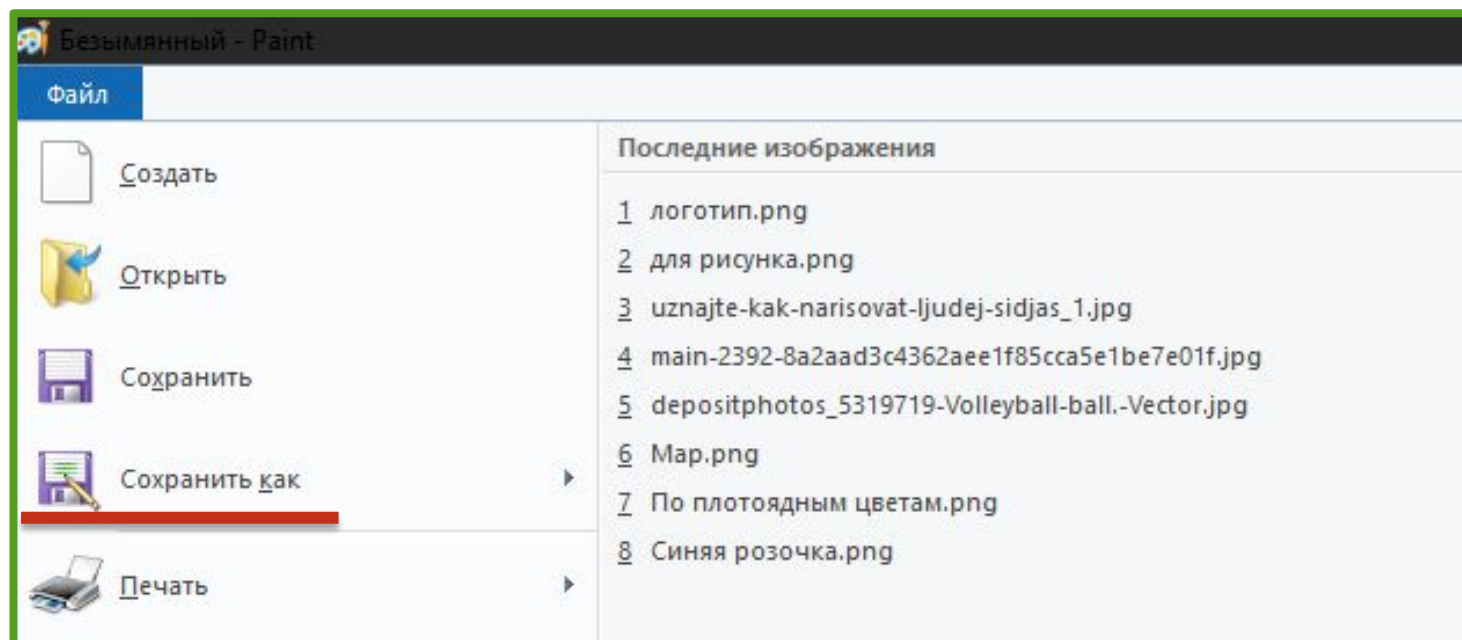 Безымянный - Paint
Файл
Создать
Открыть
Сохранить
Сохранить как
Печать
Последние изображения
1 логотип.png
2 для рисунка.png
3 uznajte-kak-narisovat-ljudej-sidjas_1.jpg
4 main-2392-8a2aad3c4362aee1f85cca5e1be7e01f.jpg
5 depositphotos_5319719-Volleyball-ball.-Vector.jpg
6 Map.png
7 По плотоядным цветам.png
8 Синяя розочка.png